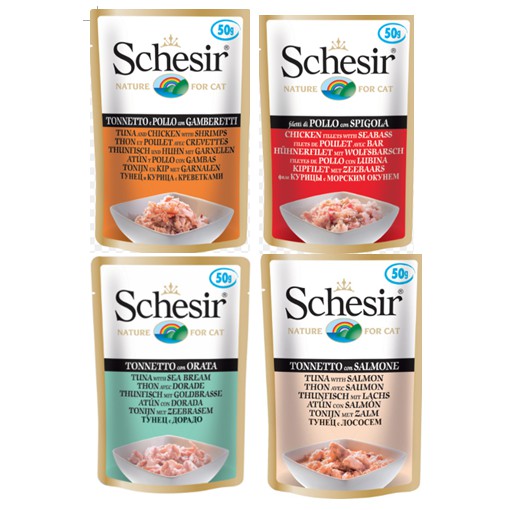 50g
Schesir®
NATURE FOR CAT
TONNETTO e POLLO con GAMBERETTI
TUNA AND CHICKEN WITH SHRIMPS
THON ET POULET AVEC CREVETTES
THUNFISCH UND HUHN MIT GARNELEN
ATÚN Y POLLO CON GAMBAS
TONIJN EN KIP MET GARNALEN
ТУНЕЦ и КУРИЦА с КРЕВЕТКАМИ
50g
Schesir®
NATURE FOR CAT
filetti di POLLO con SPIGOLA
CHICKEN FILLETS WITH SEABASS
FILETS DE POULET AVEC BAR
HÜHNERFILET MIT WOLFSBARSCH
FILETES DE POLLO CON LUBINA
KIPFILET MET ZEEBAARS
филе КУРИЦЫ с МОРСКИМ ОКУНЕМ
50g
Schesir®
NATURE FOR CAT
TONNETTO con ORATA
TUNA WITH SEA BREAM
THON AVEC DORADE
THUNFISCH MIT GOLDBRASSE
ATÚN CON DORADA
TONIJN MET ZEEBRASEM
ТУНЕЦ с ДОРАДО
50g
Schesir®
NATURE FOR CAT
TONNETTO con SALMONE
TUNA WITH SALMON
THON AVEC SAUMON
THUNFISCH MIT LACHS
ATÚN CON SALMÓN
TONIJN MET ZALM
ТУНЕЦ с ЛОСОСЕМ